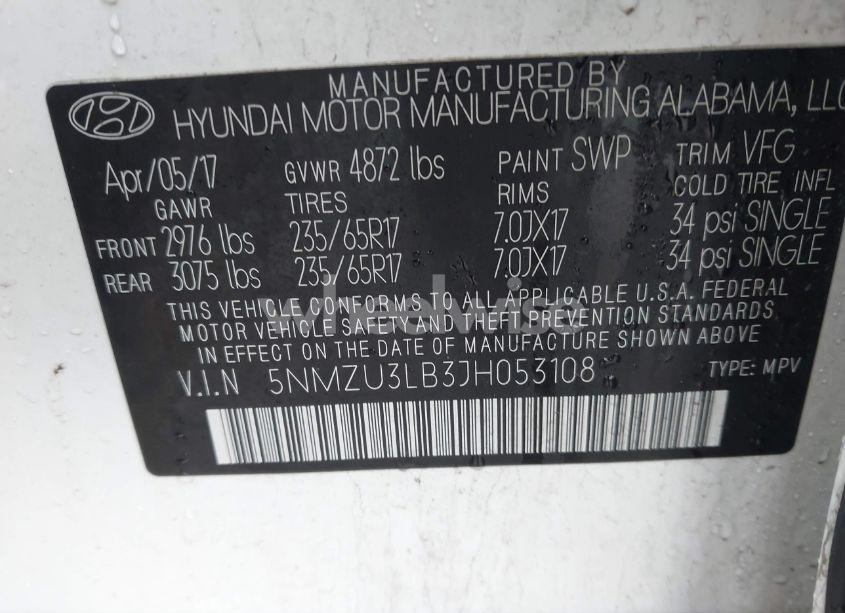 MANUFACTURED BY
HYUNDAI MOTOR MANUFACTURING ALABAMA, LLC
Apr/05/17 GVWR 4872 lbs PAINT SWP TRIM VFG
GAWR TIRES RIMS COLD TIRE INFL
FRONT 2976 lbs 235/65R17 7.0JX17 34 psi SINGLE
REAR 3075 lbs 235/65R17 7.0JX17 34 psi SINGLE
THIS VEHICLE CONFORMS TO ALL APPLICABLE U.S.A. FEDERAL
MOTOR VEHICLE SAFETY AND THEFT PREVENTION STANDARDS
IN EFFECT ON THE DATE OF MANUFACTURE SHOWN ABOVE
V.I.N 5NMZU3LB3JH053108 TYPE: MPV
wheelwise